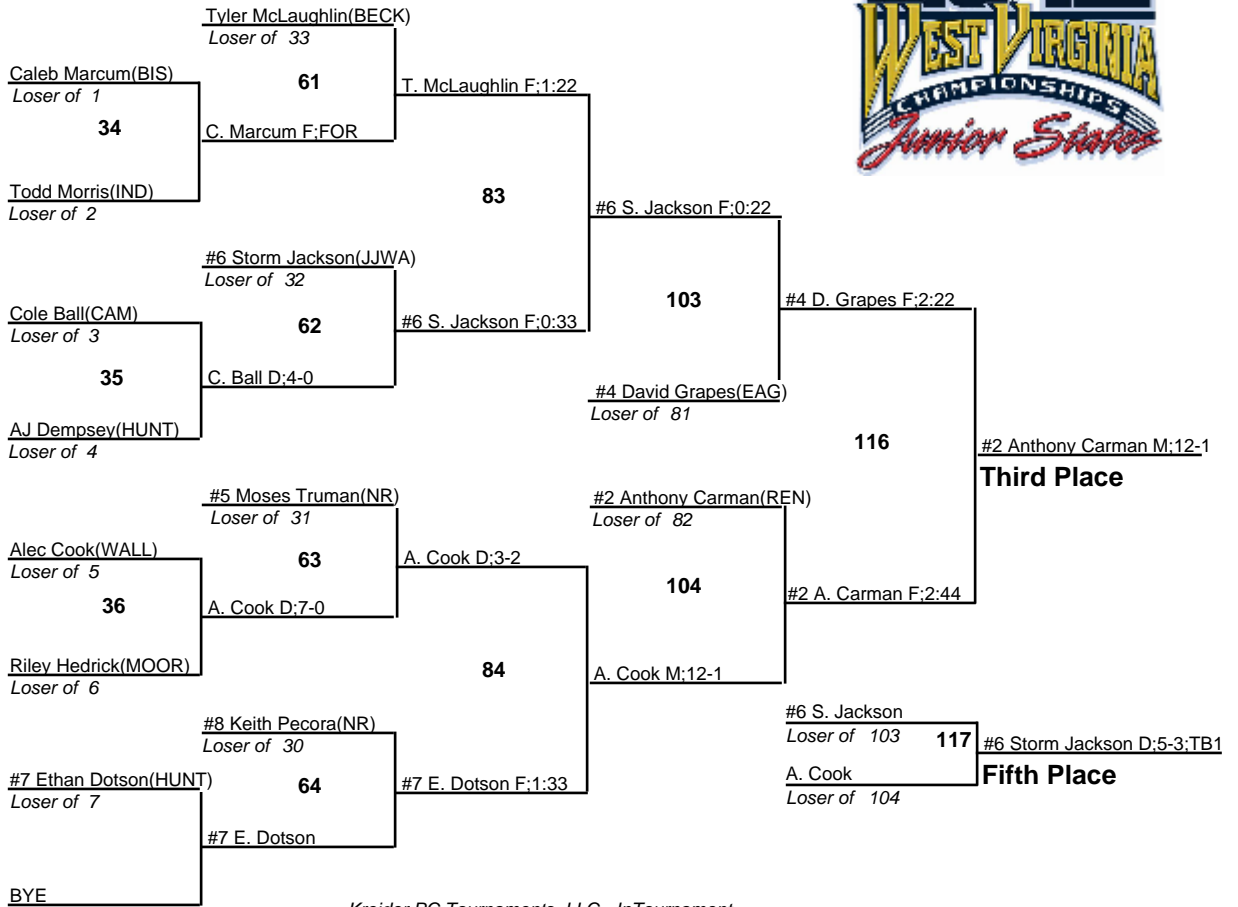 Tyler McLaughlin(BECK)
Loser of 33
WEST VIRGINIA
CHAMPIONSHIPS
Junior States
Caleb Marcum(BIS)
Loser of 1
61
T. McLaughlin F;1:22
34
C. Marcum F;FOR
Todd Morris(IND)
Loser of 2
83
#6 S. Jackson F;0:22
#6 Storm Jackson(JJWA)
Loser of 32
103
#4 D. Grapes F;2:22
Cole Ball(CAM)
Loser of 3
62
#6 S. Jackson F;0:33
35
C. Ball D;4-0
#4 David Grapes(EAG)
Loser of 81
AJ Dempsey(HUNT)
Loser of 4
116
#2 Anthony Carman M;12-1
Third Place
#5 Moses Truman(NR)
Loser of 31
#2 Anthony Carman(REN)
Loser of 82
Alec Cook(WALL)
Loser of 5
63
A. Cook D;3-2
104
#2 A. Carman F;2:44
36
A. Cook D;7-0
Riley Hedrick(MOOR)
Loser of 6
84
A. Cook M;12-1
#8 Keith Pecora(NR)
Loser of 30
#6 S. Jackson
Loser of 103
117
#6 Storm Jackson D;5-3;TB1
Fifth Place
#7 Ethan Dotson(HUNT)
Loser of 7
64
#7 E. Dotson F;1:33
A. Cook
Loser of 104
#7 E. Dotson
BYE